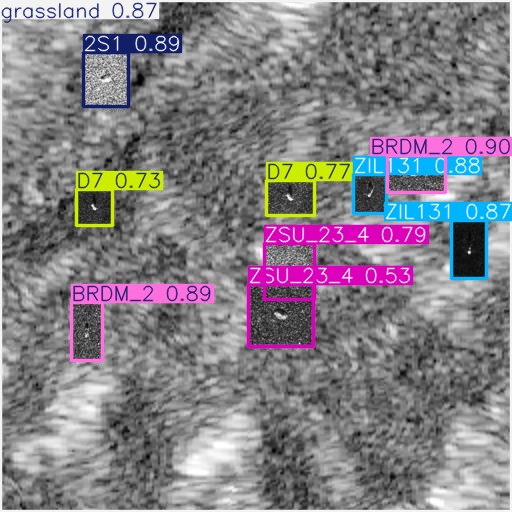 grassland 0.87
2S1 0.89
BRDM_2 0.90
ZIL131 0.88
D7 0.77
D7 0.73
ZIL131 0.87
ZSU_23_4 0.79
ZSU_23_4 0.53
BRDM_2 0.89